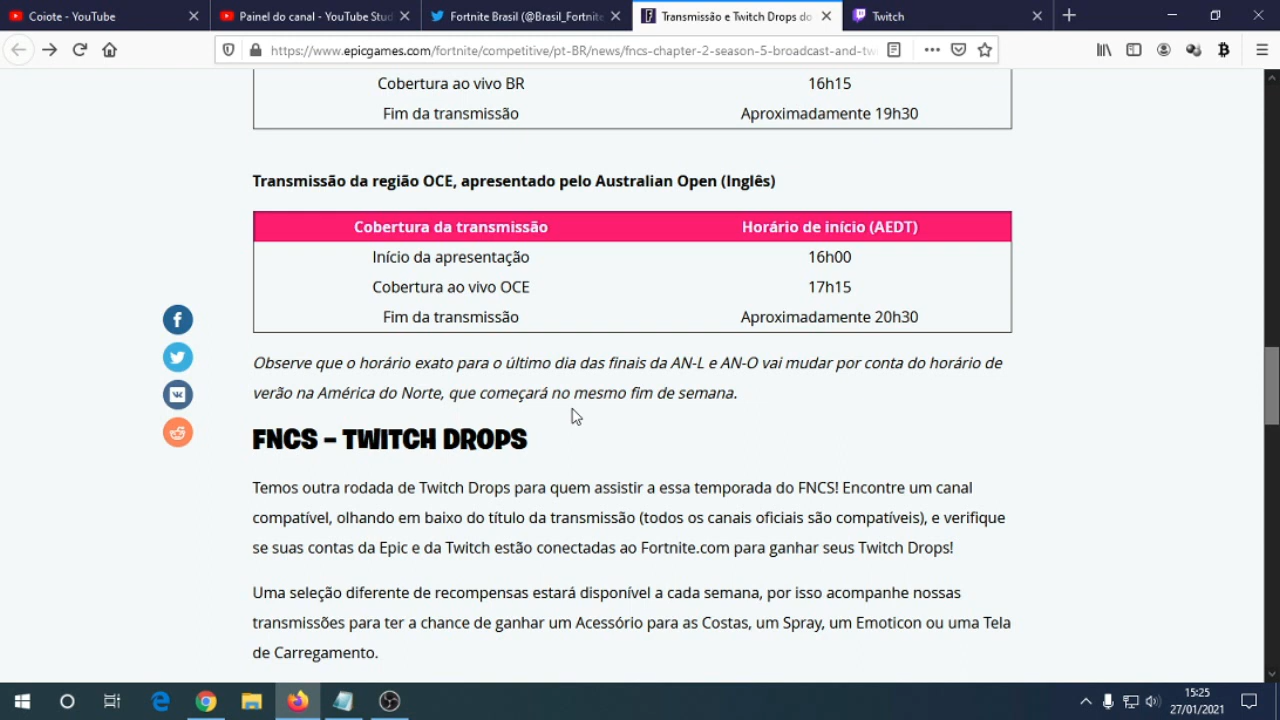 Coiote - YouTube
Painel do canal - YouTube Stud
Fortnite Brasil (@Brasil_Fortnite
Transmissão e Twitch Drops do
Twitch
https://www.epicgames.com/fortnite/competitive/pt-BR/news/fncs-chapter-2-season-5-broadcast-and-tw
Cobertura ao vivo BR 16h15
Fim da transmissão Aproximadamente 19h30
Transmissão da região OCE, apresentado pelo Australian Open (Inglês)
Cobertura da transmissão Horário de início (AEDT)
Início da apresentação 16h00
Cobertura ao vivo OCE 17h15
Fim da transmissão Aproximadamente 20h30
Observe que o horário exato para o último dia das finais da AN-L e AN-O vai mudar por conta do horário de
verão na América do Norte, que começará no mesmo fim de semana.
FNCS – TWITCH DROPS
Temos outra rodada de Twitch Drops para quem assistir a essa temporada do FNCS! Encontre um canal
compatível, olhando em baixo do título da transmissão (todos os canais oficiais são compatíveis), e verifique
se suas contas da Epic e da Twitch estão conectadas ao Fortnite.com para ganhar seus Twitch Drops!
Uma seleção diferente de recompensas estará disponível a cada semana, por isso acompanhe nossas
transmissões para ter a chance de ganhar um Acessório para as Costas, um Spray, um Emoticon ou uma Tela
de Carregamento.
15:25
27/01/2021